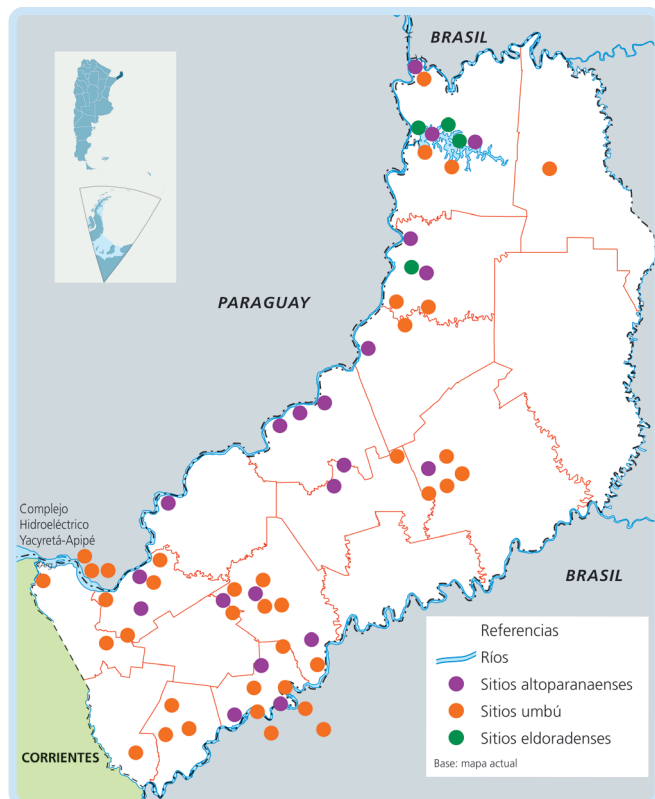 BRASIL
PARAGUAY
Complejo
Hidroeléctrico
Yacyretá-Apipé
BRASIL
CORRIENTES
Referencias
Ríos
Sitios altoparanaenses
Sitios umbú
Sitios eldoradenses
Base: mapa actual